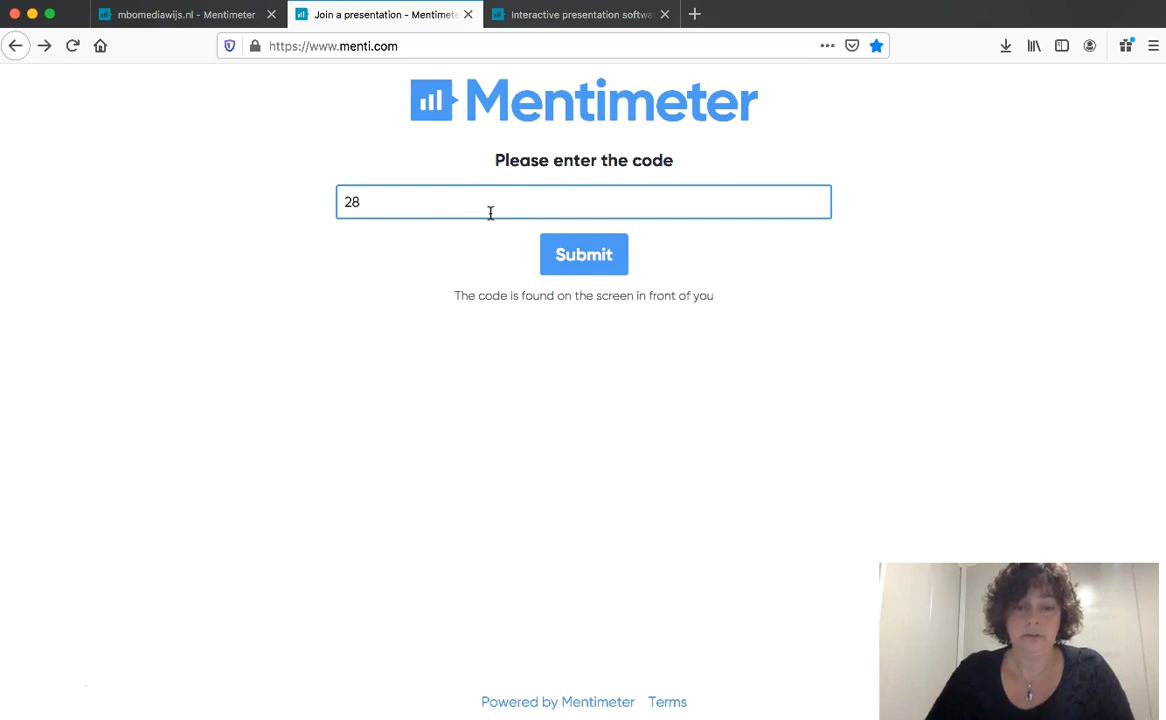 mbomediawijs.nl - Mentimeter
Join a presentation - Mentimete
Interactive presentation softwa
https://www.menti.com
Mentimeter
Please enter the code
28
Submit
The code is found on the screen in front of you
Powered by Mentimeter
Terms